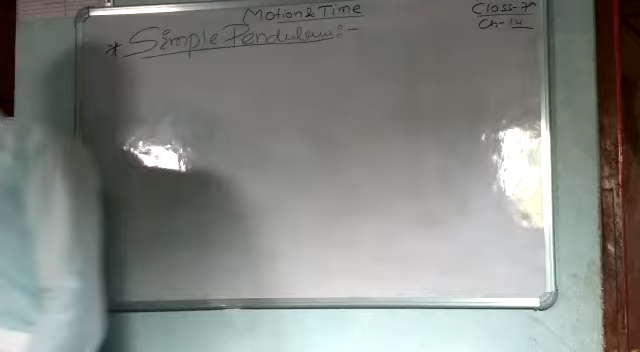 Motion & Time
Class-7th
Ch-14
* Simple Pendulum:-